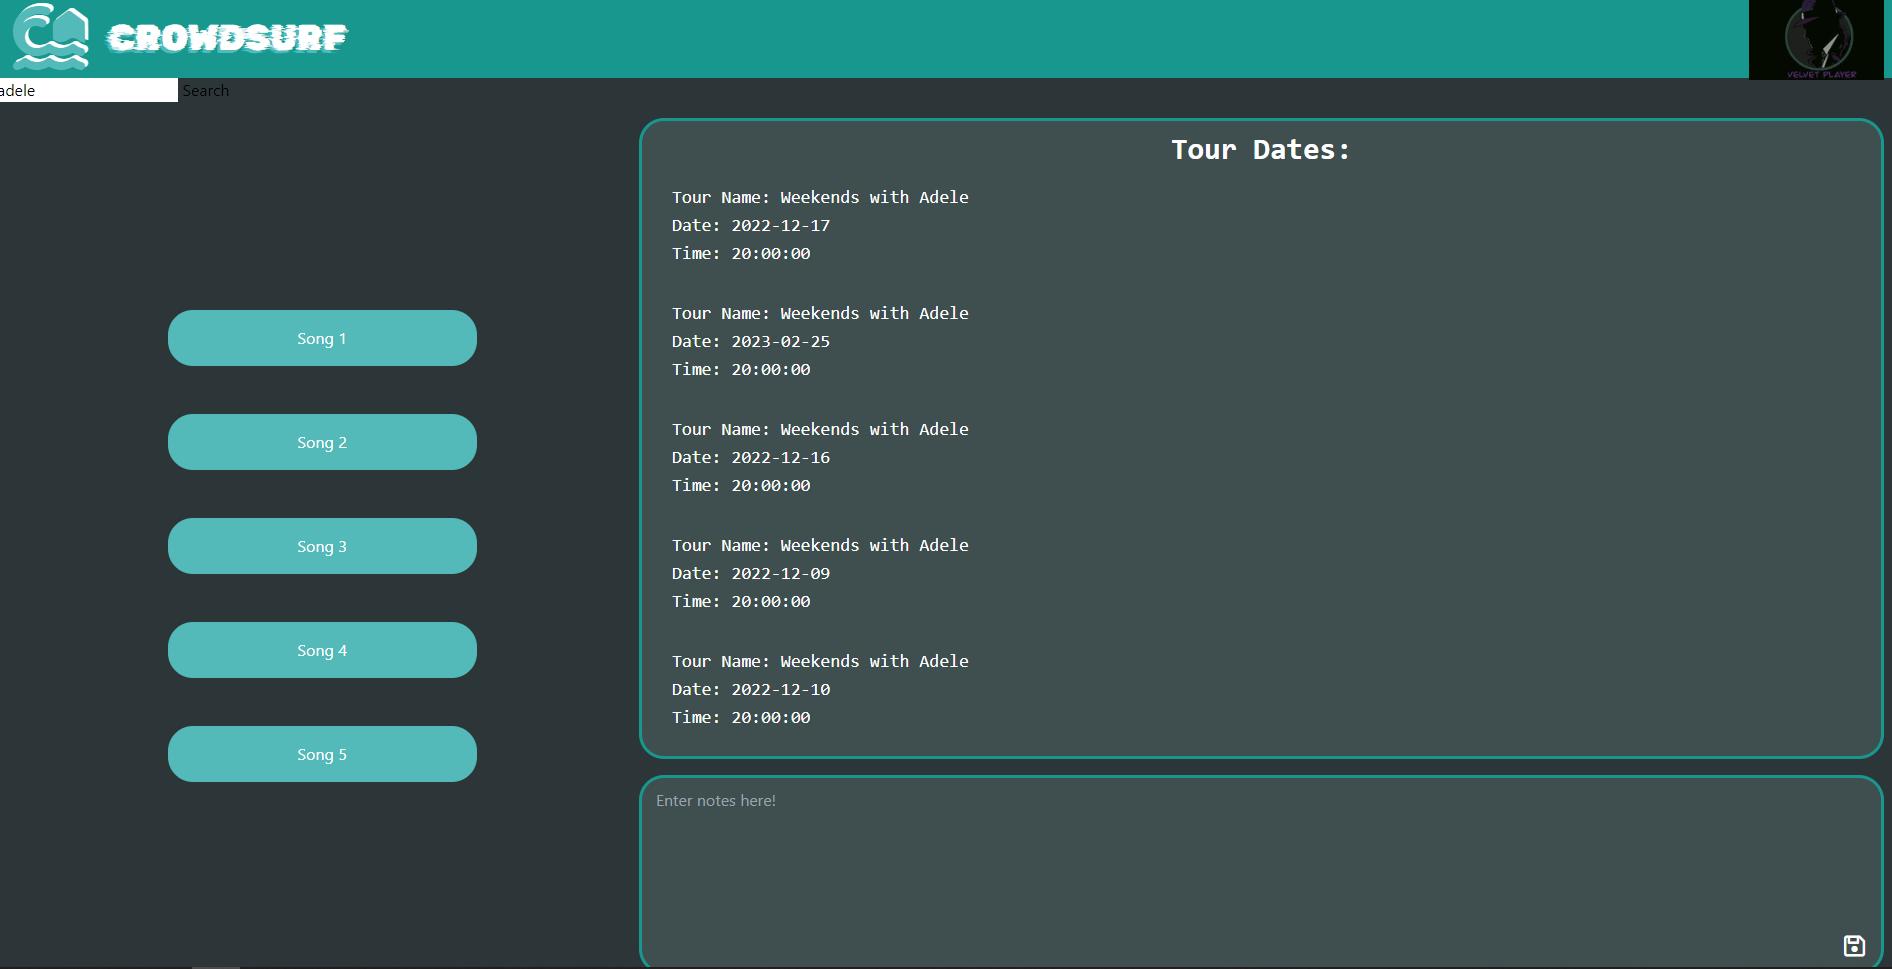 CROWDSURF
VELVET PLAYER
adele
Search
Tour Dates:
Tour Name: Weekends with Adele
Date: 2022-12-17
Time: 20:00:00
Tour Name: Weekends with Adele
Date: 2023-02-25
Time: 20:00:00
Tour Name: Weekends with Adele
Date: 2022-12-16
Time: 20:00:00
Tour Name: Weekends with Adele
Date: 2022-12-09
Time: 20:00:00
Tour Name: Weekends with Adele
Date: 2022-12-10
Time: 20:00:00
Song 1
Song 2
Song 3
Song 4
Song 5
Enter notes here!